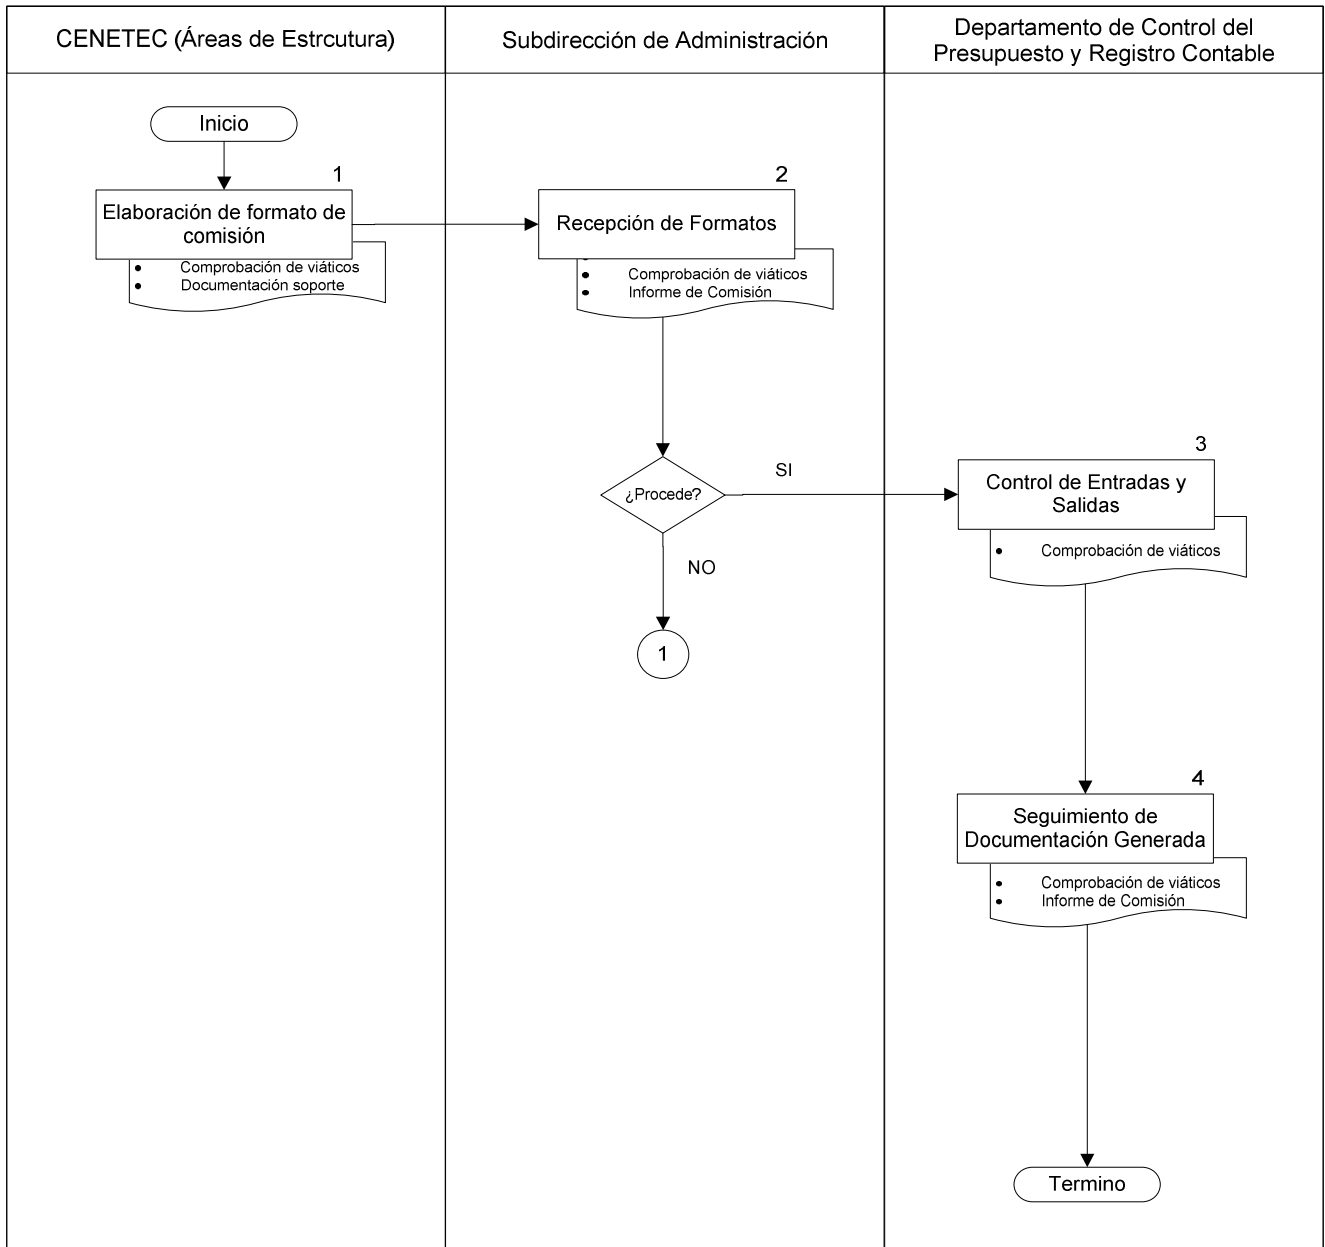 CENETEC (Áreas de Estrcutura)
Subdirección de Administración
Departamento de Control del
Presupuesto y Registro Contable
Inicio
1
Elaboración de formato de
comisión
• Comprobación de viáticos
• Documentación soporte
2
Recepción de Formatos
• Comprobación de viáticos
• Informe de Comisión
¿Procede?
SI
NO
1
3
Control de Entradas y
Salidas
• Comprobación de viáticos
4
Seguimiento de
Documentación Generada
• Comprobación de viáticos
• Informe de Comisión
Termino